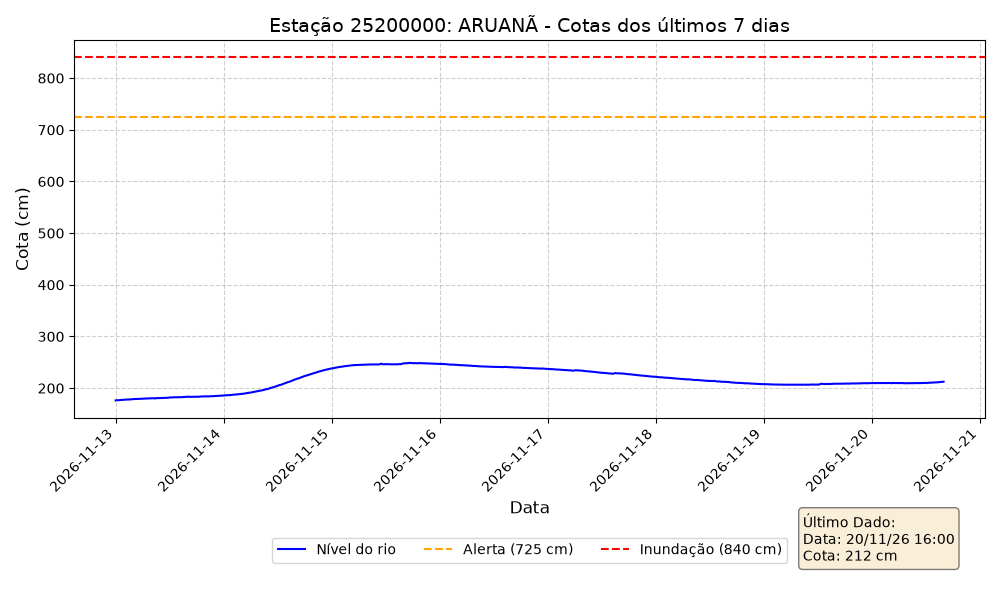 Estação 25200000: ARUANÃ - Cotas dos últimos 7 dias
Cota (cm)
800
700
600
500
400
300
200
2026-11-13
2026-11-14
2026-11-15
2026-11-16
2026-11-17
2026-11-18
2026-11-19
2026-11-20
2026-11-21
Data
Nível do rio
Alerta (725 cm)
Inundação (840 cm)
Último Dado:
Data: 20/11/26 16:00
Cota: 212 cm